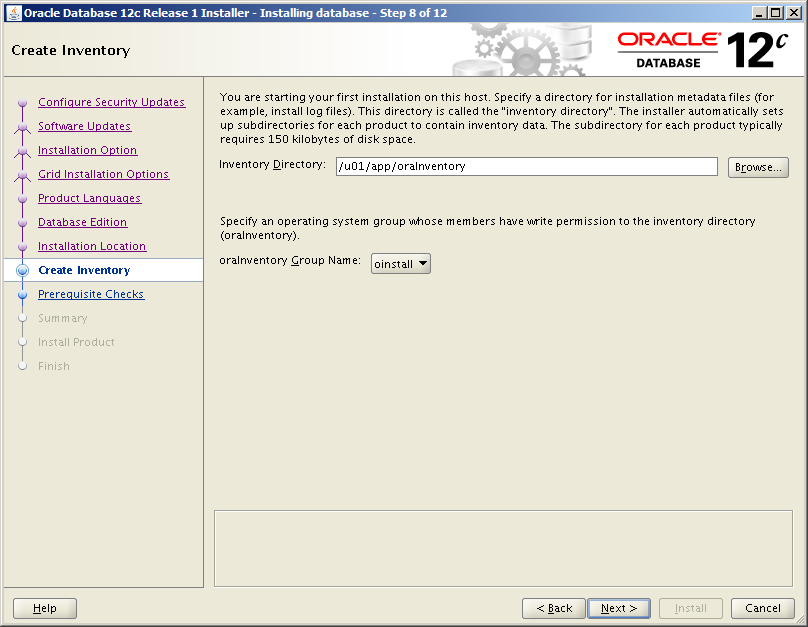 Oracle Database 12c Release 1 Installer - Installing database - Step 8 of 12
Create Inventory
ORACLE®
DATABASE
12c
Configure Security Updates
Software Updates
Installation Option
Grid Installation Options
Product Languages
Database Edition
Installation Location
Create Inventory
Prerequisite Checks
Summary
Install Product
Finish
You are starting your first installation on this host. Specify a directory for installation metadata files (for
example, install log files). This directory is called the "inventory directory". The installer automatically sets
up subdirectories for each product to contain inventory data. The subdirectory for each product typically
requires 150 kilobytes of disk space.
Inventory Directory: /u01/app/oraInventory Browse...
Specify an operating system group whose members have write permission to the inventory directory
(oraInventory).
oraInventory Group Name: oinstall
Help < Back Next > Install Cancel